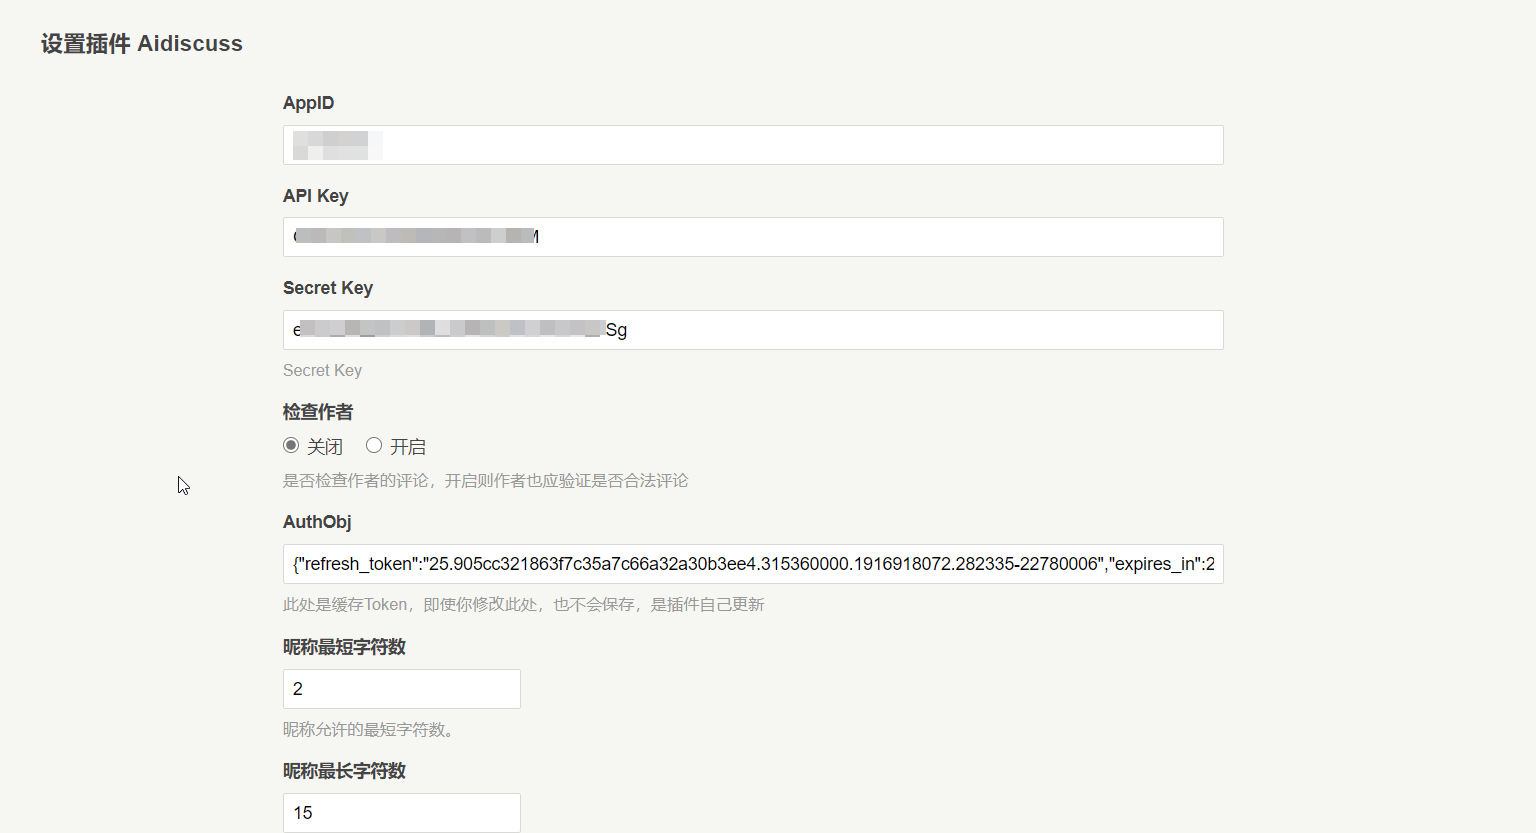 设置插件 Aidiscuss
AppID
API Key
Secret Key
Sg
Secret Key
检查作者
关闭 开启
是否检查作者的评论，开启则作者也应验证是否合法评论
AuthObj
{"refresh_token":"25.905cc321863f7c35a7c66a32a30b3ee4.315360000.1916918072.282335-22780006","expires_in":2
此处是缓存Token，即使你修改此处，也不会保存，是插件自己更新
昵称最短字符数
2
昵称允许的最短字符数。
昵称最长字符数
15